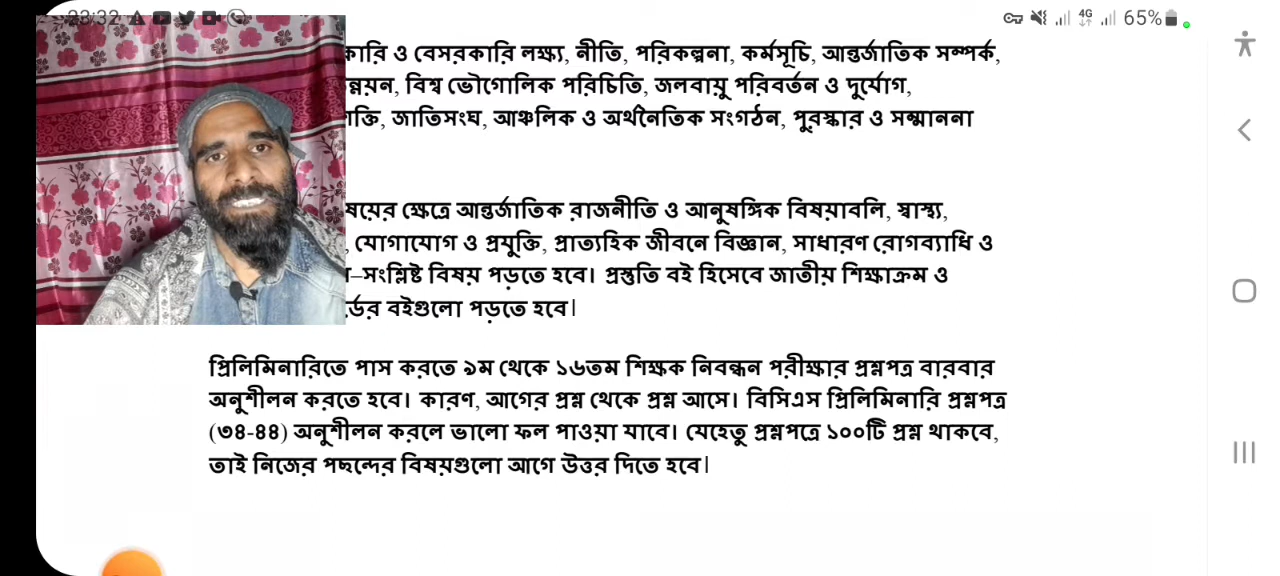 23:32
4G
65%
কারি ও বেসরকারি লক্ষ্য, নীতি, পরিকল্পনা, কর্মসূচি, আন্তর্জাতিক সম্পর্ক,
ন্নয়ন, বিশ্ব ভৌগোলিক পরিচিতি, জলবায়ু পরিবর্তন ও দুর্যোগ,
ক্তি, জাতিসংঘ, আঞ্চলিক ও অর্থনৈতিক সংগঠন, পুরস্কার ও সম্মাননা
ষয়ের ক্ষেত্রে আন্তর্জাতিক রাজনীতি ও আনুষঙ্গিক বিষয়াবলি, স্বাস্থ্য,
, যোগাযোগ ও প্রযুক্তি, প্রাত্যহিক জীবনে বিজ্ঞান, সাধারণ রোগব্যাধি ও
–সংশ্লিষ্ট বিষয় পড়তে হবে। প্রস্তুতি বই হিসেবে জাতীয় শিক্ষাক্রম ও
র্ডের বইগুলো পড়তে হবে।
প্রিলিমিনারিতে পাস করতে ৯ম থেকে ১৬তম শিক্ষক নিবন্ধন পরীক্ষার প্রশ্নপত্র বারবার
অনুশীলন করতে হবে। কারণ, আগের প্রশ্ন থেকে প্রশ্ন আসে। বিসিএস প্রিলিমিনারি প্রশ্নপত্র
(৩৪-৪৪) অনুশীলন করলে ভালো ফল পাওয়া যাবে। যেহেতু প্রশ্নপত্রে ১০০টি প্রশ্ন থাকবে,
তাই নিজের পছন্দের বিষয়গুলো আগে উত্তর দিতে হবে।